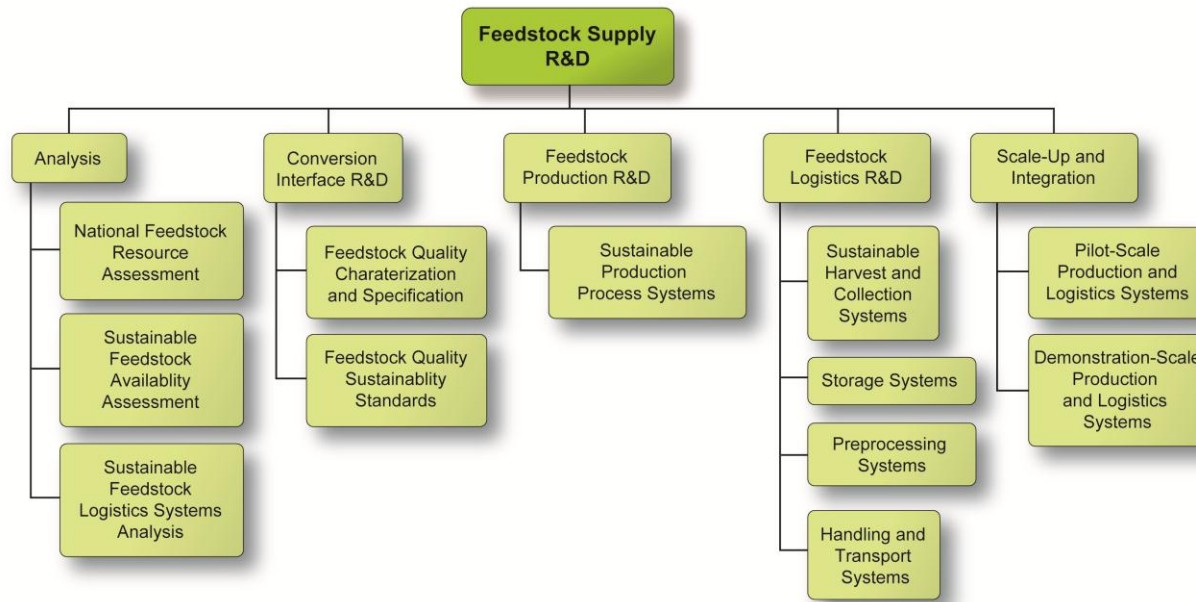 Feedstock Supply
R&D
Analysis
National Feedstock
Resource
Assessment
Sustainable
Feedstock
Availablity
Assessment
Sustainable
Feedstock
Logistics Systems
Analysis
Conversion
Interface R&D
Feedstock Quality
Charaterization
and Specification
Feedstock Quality
Sustainablity
Standards
Feedstock
Production R&D
Sustainable
Production
Process Systems
Feedstock
Logistics R&D
Sustainable
Harvest and
Collection
Systems
Storage Systems
Preprocessing
Systems
Handling and
Transport
Systems
Scale-Up and
Integration
Pilot-Scale
Production and
Logistics Systems
Demonstration-Scale
Production
and Logistics
Systems